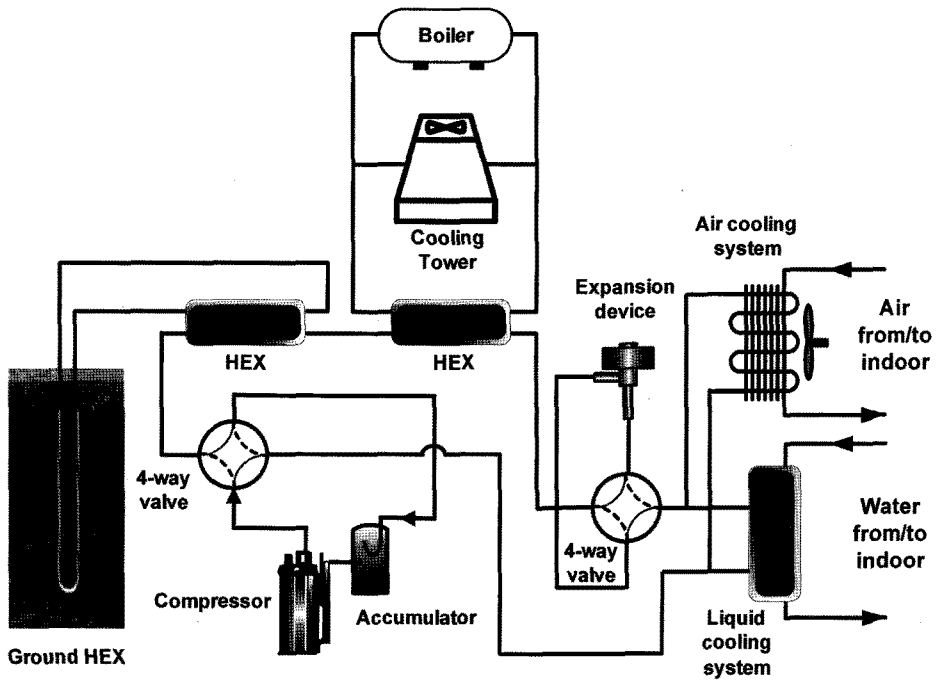 Boiler
Cooling
Tower
Air cooling
system
Expansion
device
Air
from/to
indoor
HEX
HEX
4-way
valve
Water
from/to
indoor
4-way
valve
Compressor
Accumulator
Liquid
cooling
system
Ground HEX